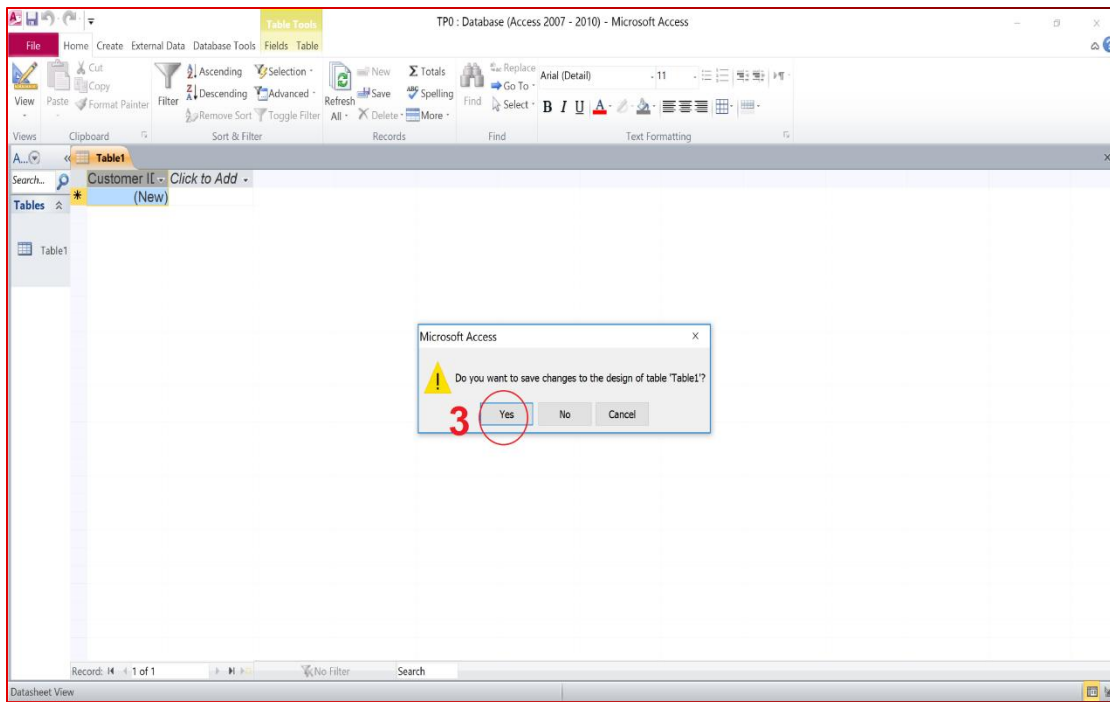 Table Tools
TP0 : Database (Access 2007 - 2010) - Microsoft Access
File Home Create External Data Database Tools Fields Table
View
Paste
Cut
Copy
Format Painter
Filter
Ascending
Descending
Remove Sort
Selection
Advanced
Toggle Filter
Refresh All
New
Save
Delete
Totals
Spelling
More
Find
Replace
Go To
Select
Arial (Detail) 11
B I U A
Views Clipboard Sort & Filter Records Find Text Formatting
A... « Table1
Search...
Customer ID Click to Add
(New)
Tables
Table1
Microsoft Access
Do you want to save changes to the design of table 'Table1'?
3 Yes No Cancel
Record: 1 of 1 No Filter Search
Datasheet View